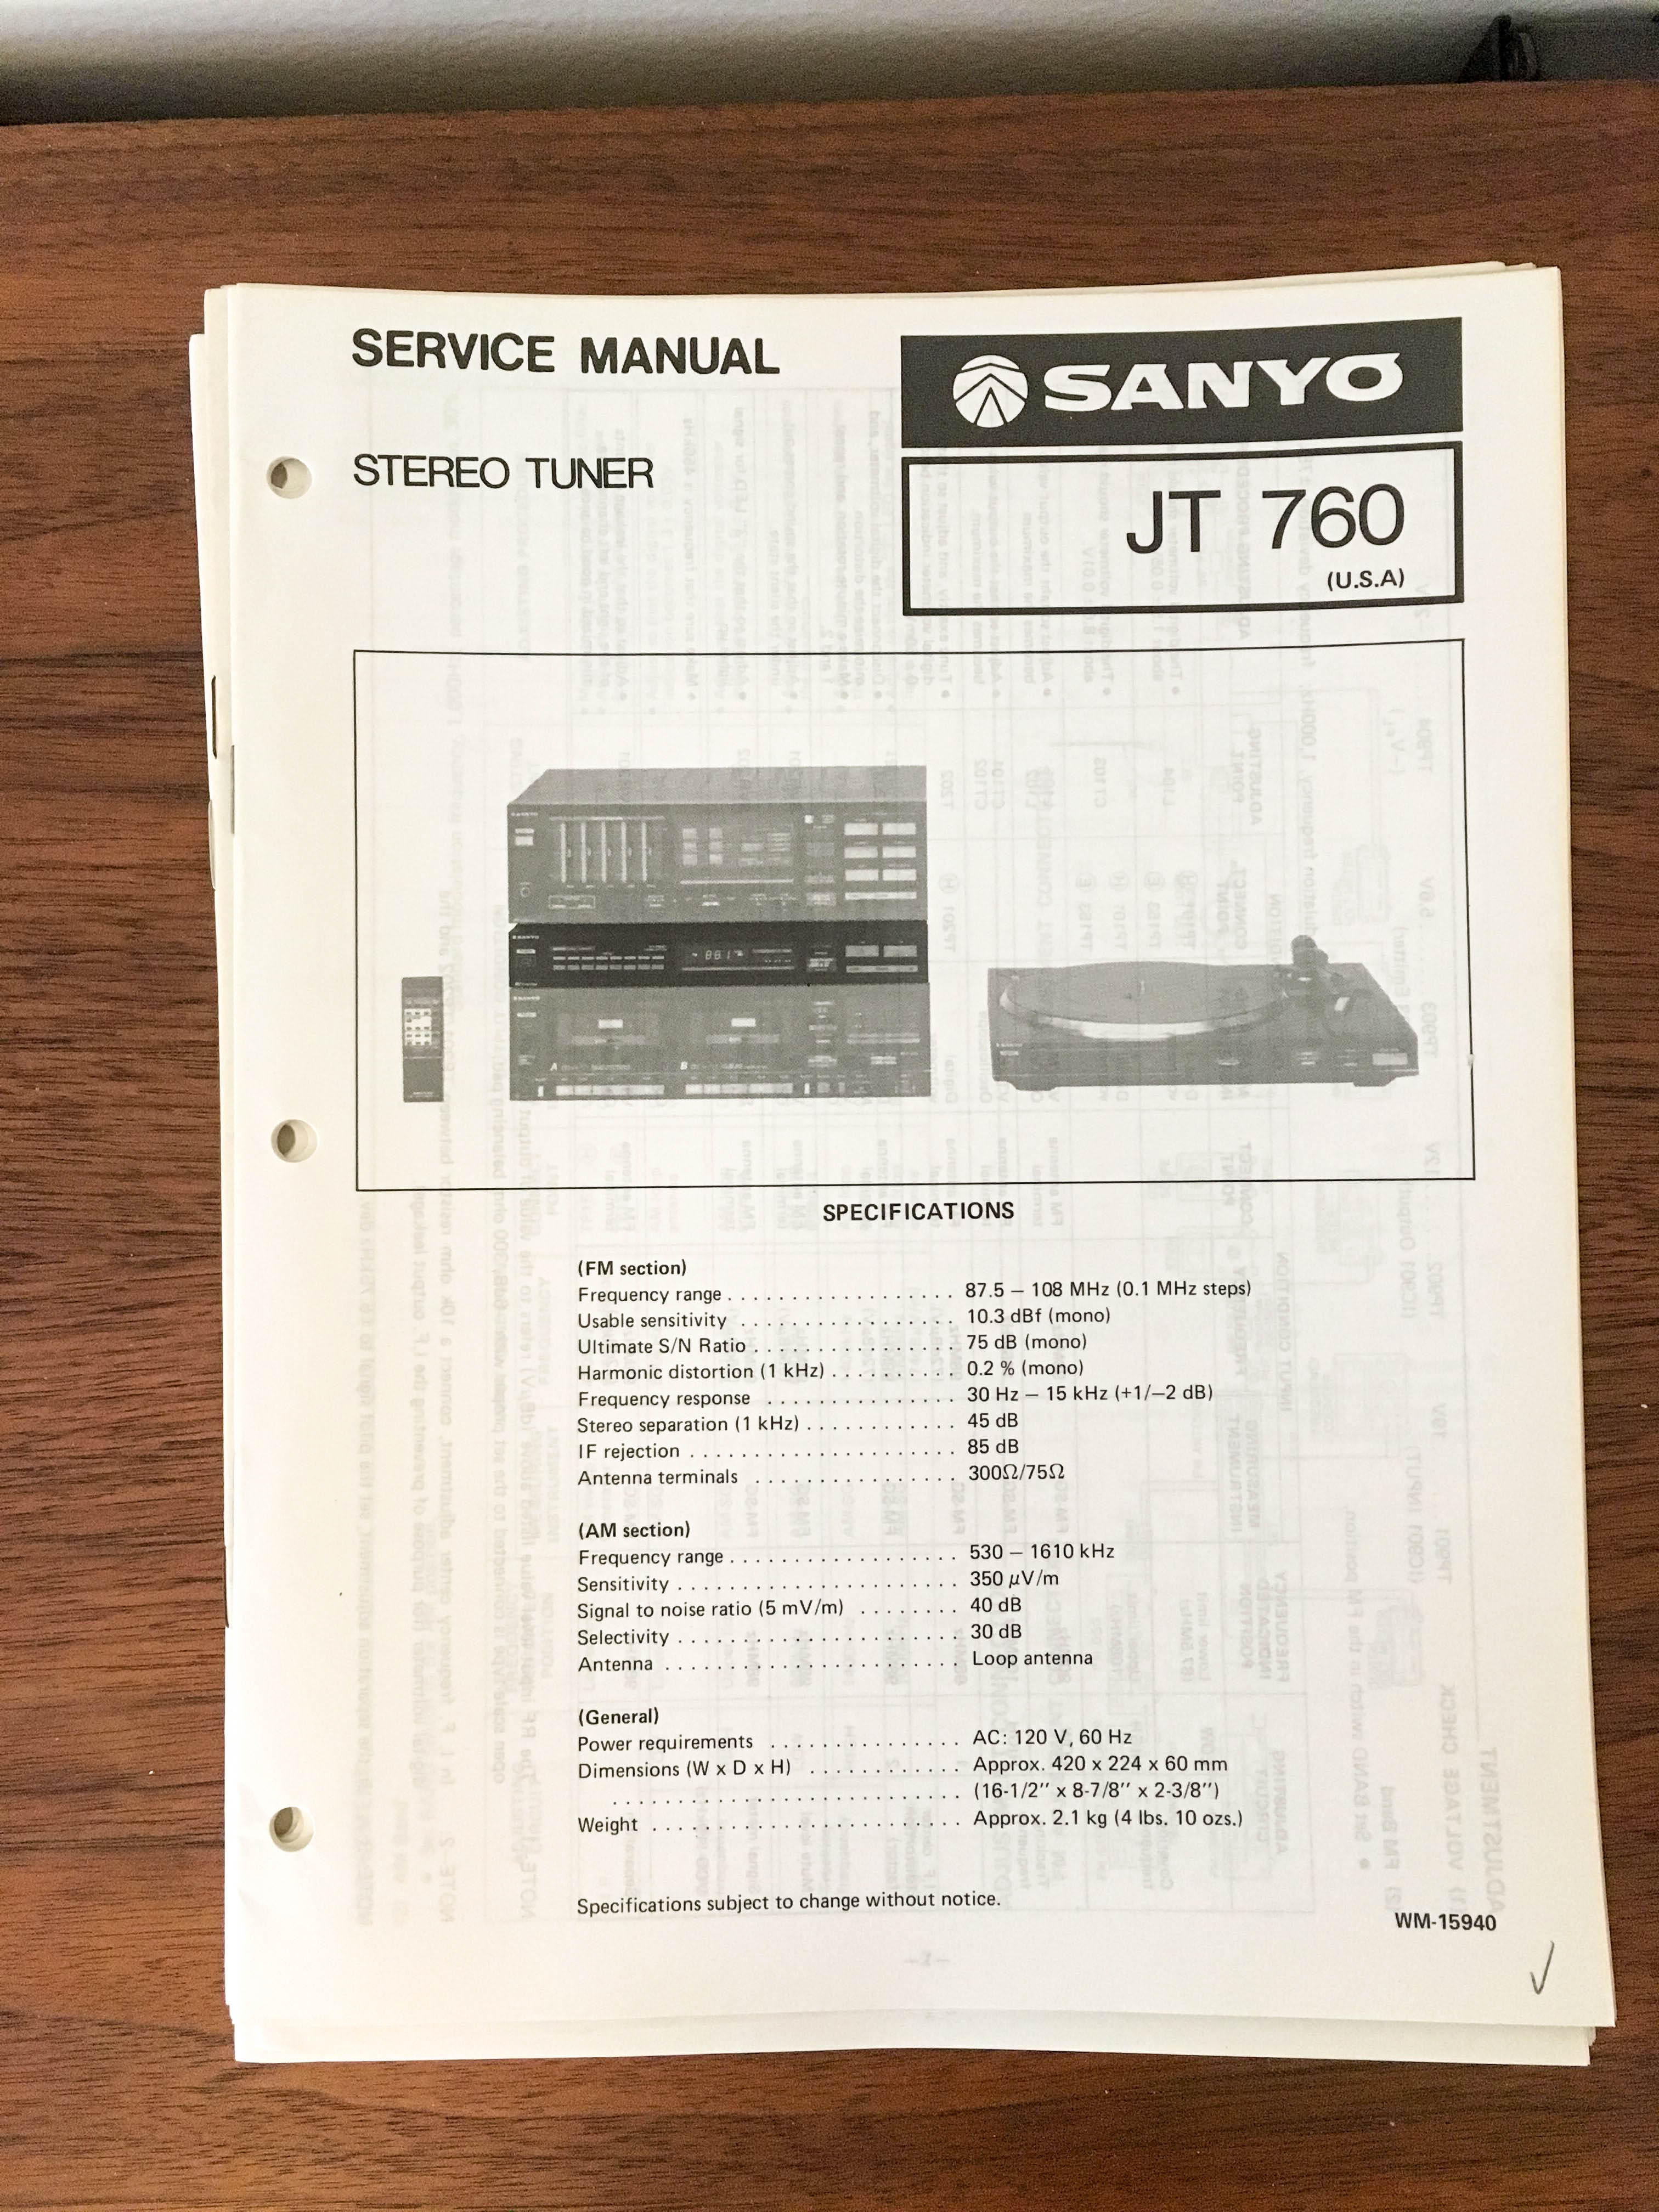 SERVICE MANUAL
SANYO
STEREO TUNER
JT 760
(U.S.A)
SANYO
SANYO
881
SANYO
A
B
SPECIFICATIONS
(FM section)
Frequency range . . . . . . . . . . . . . . . . . . 87.5 – 108 MHz (0.1 MHz steps)
Usable sensitivity . . . . . . . . . . . . . . . . . 10.3 dBf (mono)
Ultimate S/N Ratio . . . . . . . . . . . . . . . . 75 dB (mono)
Harmonic distortion (1 kHz) . . . . . . . . . . 0.2 % (mono)
Frequency response . . . . . . . . . . . . . . . 30 Hz – 15 kHz (+1/–2 dB)
Stereo separation (1 kHz) . . . . . . . . . . . . 45 dB
IF rejection . . . . . . . . . . . . . . . . . . . . . 85 dB
Antenna terminals . . . . . . . . . . . . . . . . 300Ω/75Ω
(AM section)
Frequency range . . . . . . . . . . . . . . . . . . 530 – 1610 kHz
Sensitivity . . . . . . . . . . . . . . . . . . . . . . 350 μV/m
Signal to noise ratio (5 mV/m) . . . . . . . . 40 dB
Selectivity . . . . . . . . . . . . . . . . . . . . . . 30 dB
Antenna . . . . . . . . . . . . . . . . . . . . . . . Loop antenna
(General)
Power requirements . . . . . . . . . . . . . . . AC: 120 V, 60 Hz
Dimensions (W x D x H) . . . . . . . . . . . . Approx. 420 x 224 x 60 mm
. . . . . . . . . . . . . . . . . . . . . . . . . . . (16-1/2" x 8-7/8" x 2-3/8")
Weight . . . . . . . . . . . . . . . . . . . . . . . . Approx. 2.1 kg (4 lbs. 10 ozs.)
Specifications subject to change without notice.
WM-15940